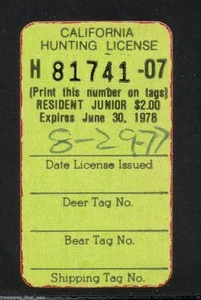 CALIFORNIA
HUNTING LICENSE
H 81741-07
(Print this number on tags)
RESIDENT JUNIOR $2.00
Expires June 30, 1978
8-29-77
Date License Issued
Deer Tag No.
Bear Tag No.
Shipping Tag No.